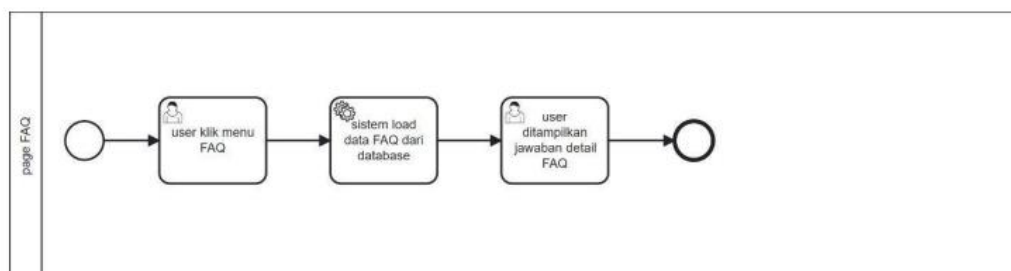 page FAQ
user klik menu
FAQ
sistem load
data FAQ dari
database
user
ditampilkan
jawaban detail
FAQ